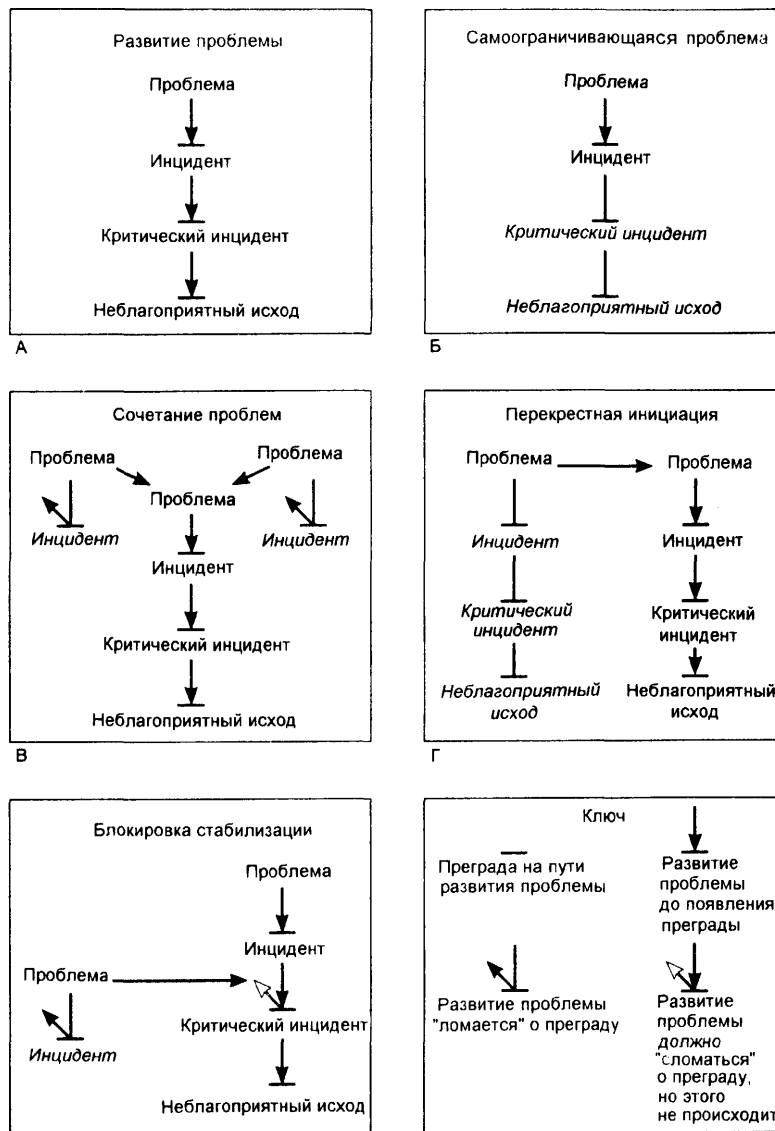 Развитие проблемы
Проблема
Инцидент
Критический инцидент
Неблагоприятный исход
А
Самоограничивающаяся проблема
Проблема
Инцидент
Критический инцидент
Неблагоприятный исход
Б
Сочетание проблем
Проблема
Проблема
Проблема
Инцидент
Инцидент
Инцидент
Критический инцидент
Неблагоприятный исход
В
Перекрестная инициация
Проблема
Проблема
Инцидент
Инцидент
Критический
инцидент
Критический
инцидент
Неблагоприятный
исход
Неблагоприятный
исход
Г
Блокировка стабилизации
Проблема
Инцидент
Проблема
Критический инцидент
Инцидент
Неблагоприятный исход
Ключ
Преграда на пути
развития проблемы
Развитие
проблемы
до появления
преграды
Развитие проблемы
"ломается" о преграду
Развитие
проблемы
должно
"сломаться"
о преграду,
но этого
не происходит